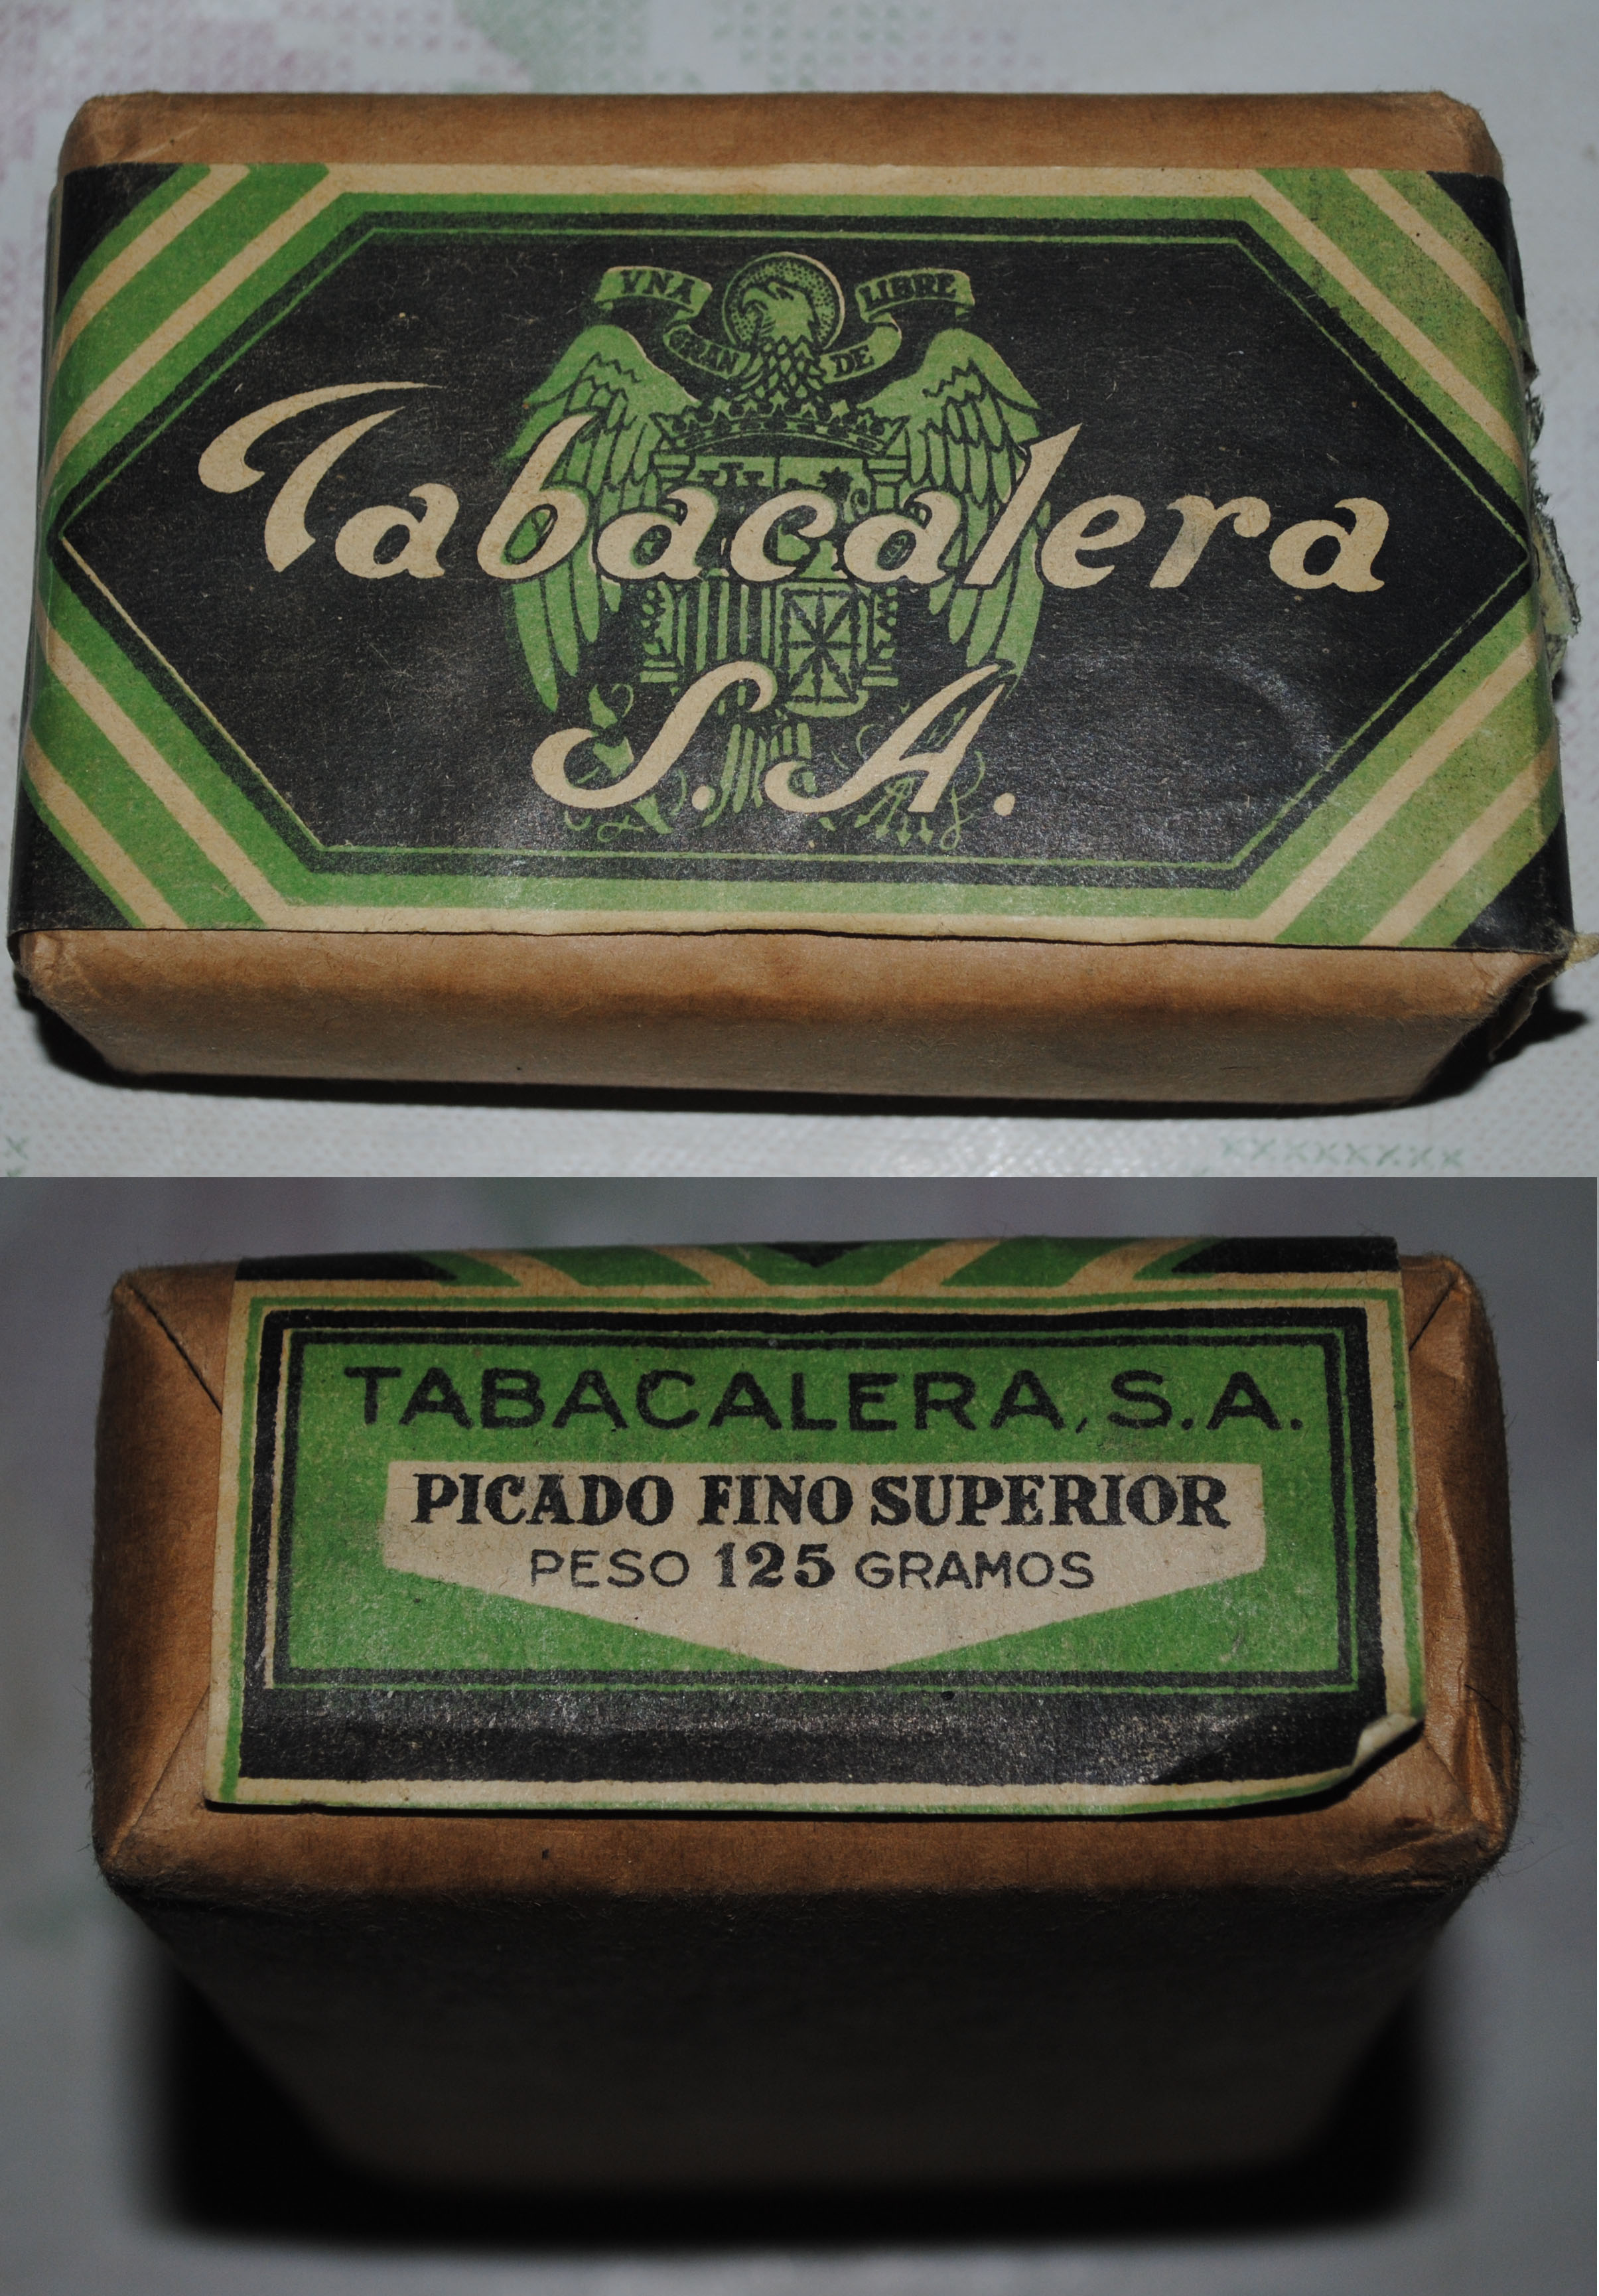 VNA GRANDE LIBRE
Tabacalera
S.A.
TABACALERA, S.A.
PICADO FINO SUPERIOR
PESO 125 GRAMOS